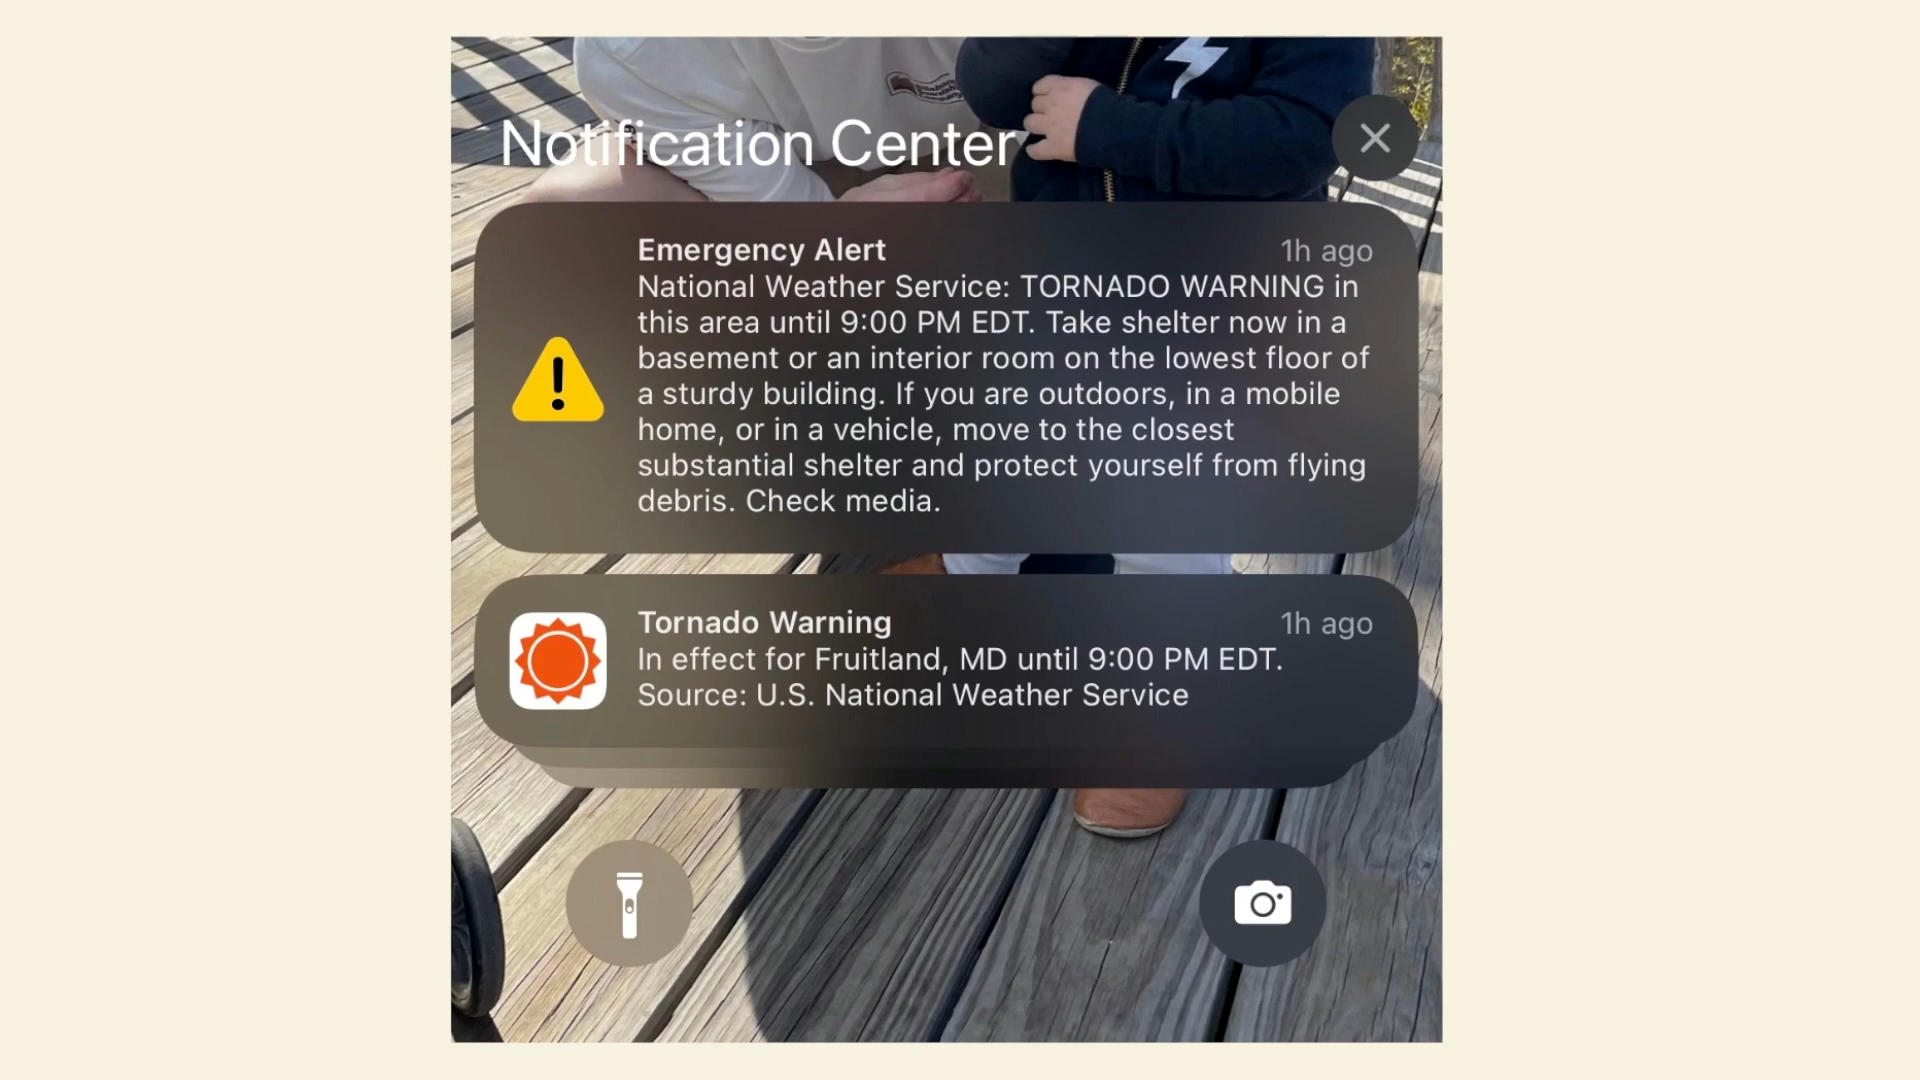 Notification Center
Emergency Alert
1h ago
National Weather Service: TORNADO WARNING in
this area until 9:00 PM EDT. Take shelter now in a
basement or an interior room on the lowest floor of
a sturdy building. If you are outdoors, in a mobile
home, or in a vehicle, move to the closest
substantial shelter and protect yourself from flying
debris. Check media.
Tornado Warning
1h ago
In effect for Fruitland, MD until 9:00 PM EDT.
Source: U.S. National Weather Service